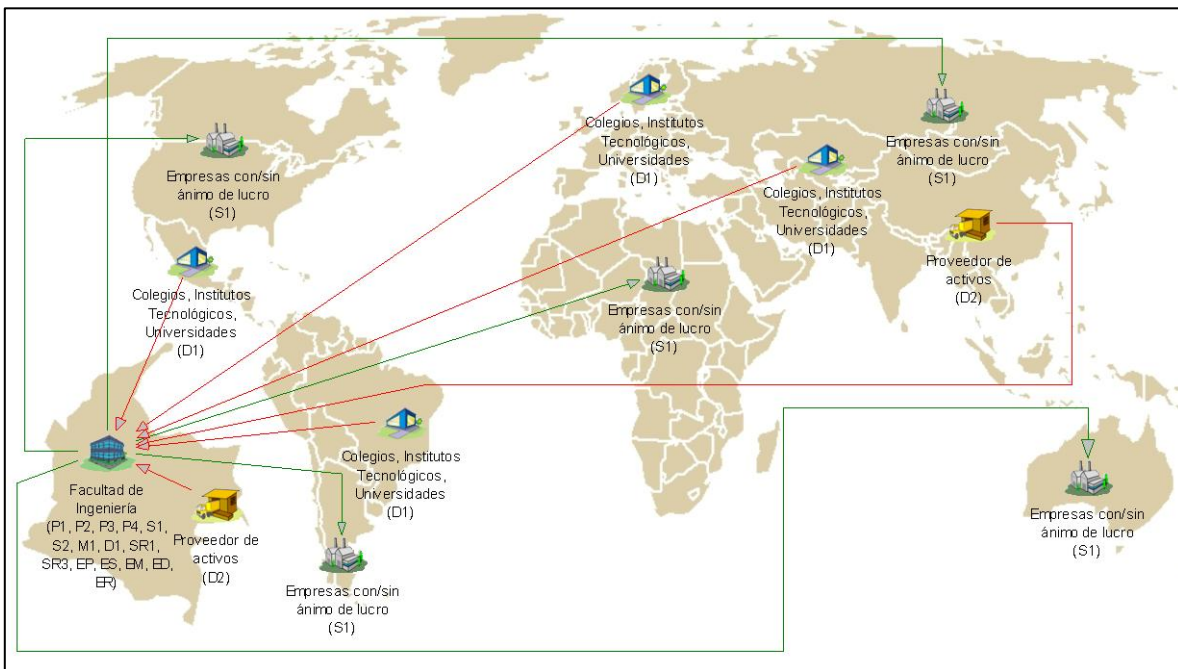 Colegios, Institutos
Tecnológicos,
Universidades
(D1)
Empresas con/sin
ánimo de lucro
(S1)
Empresas con/sin
ánimo de lucro
(S1)
Colegios, Institutos
Tecnológicos,
Universidades
(D1)
Proveedor de
activos
(D2)
Colegios, Institutos
Tecnológicos,
Universidades
(D1)
Empresas con/sin
ánimo de lucro
(S1)
Colegios, Institutos
Tecnológicos,
Universidades
(D1)
Facultad de
Ingeniería
(P1, P2, P3, P4, S1,
S2, M1, D1, SR1,
SR3, EP, ES, EM, ED,
ER)
Proveedor de
activos
(D2)
Empresas con/sin
ánimo de lucro
(S1)
Empresas con/sin
ánimo de lucro
(S1)